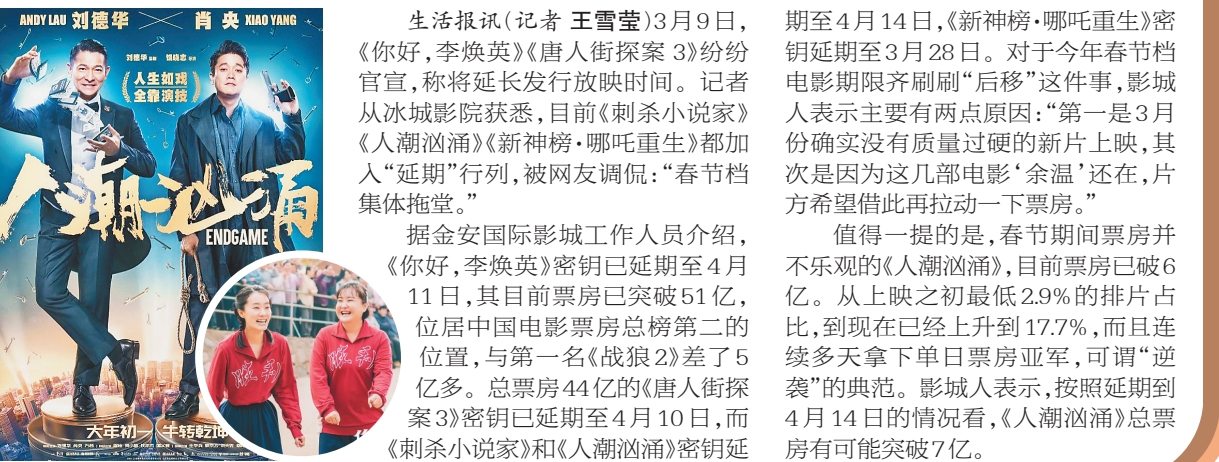 ANDY LAU 刘德华
肖央 XIAO YANG
人生如戏
全靠演技
人潮汹涌
ENDGAME
大年初一 牛转乾坤
生活报讯(记者 王雪莹)3月9日,
《你好,李焕英》《唐人街探案 3》纷纷
官宣,称将延长发行放映时间。记者
从冰城影院获悉,目前《刺杀小说家》
《人潮汹涌》《新神榜·哪吒重生》都加
入“延期”行列,被网友调侃:“春节档
集体拖堂。”
据金安国际影城工作人员介绍,
《你好,李焕英》密钥已延期至4月
11日,其目前票房已突破51亿,
位居中国电影票房总榜第二的
位置,与第一名《战狼2》差了5
亿多。总票房44亿的《唐人街探
案3》密钥已延期至4月10日,而
《刺杀小说家》和《人潮汹涌》密钥延
期至4月14日,《新神榜·哪吒重生》密
钥延期至3月28日。对于今年春节档
电影期限齐刷刷“后移”这件事,影城
人表示主要有两点原因:“第一是3月
份确实没有质量过硬的新片上映,其
次是因为这几部电影‘余温’还在,片
方希望借此再拉动一下票房。”
值得一提的是,春节期间票房并
不乐观的《人潮汹涌》,目前票房已破6
亿。从上映之初最低2.9%的排片占
比,到现在已经上升到17.7%,而且连
续多天拿下单日票房亚军,可谓“逆
袭”的典范。影城人表示,按照延期到
4月14日的情况看,《人潮汹涌》总票
房有可能突破7亿。